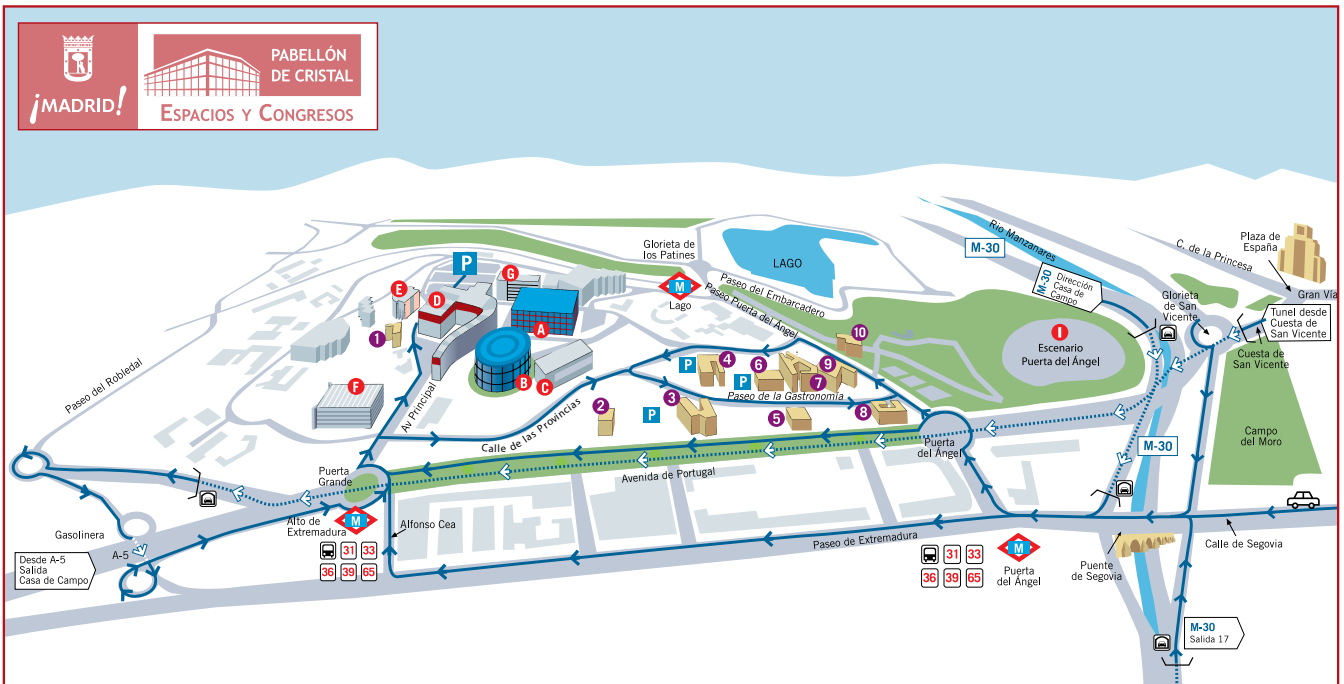 ¡MADRID!
PABELLÓN
DE CRISTAL
ESPACIOS Y CONGRESOS
Glorieta de
los Patines
M
Lago
LAGO
Paseo del Embarcadero
Paseo Puerta del Ángel
Rio Manzanares
M-30
M-30 Dirección
Casa de
Campo
C. de la Princesa
Plaza de
España
Gran Vía
Glorieta
de San
Vicente
Tunel desde
Cuesta de
San Vicente
Cuesta de
San Vicente
I
Escenario
Puerta del Ángel
Campo
del Moro
M-30
P
G
E
D
A
B
C
F
1
2
3
4
5
6
7
8
9
10
P
P
P
Paseo del Robledal
Av Principal
Calle de las Provincias
Paseo de la Gastronomía
Puerta
del Ángel
Puerta
Grande
Avenida de Portugal
Alto de
Extremadura
M
Alfonso Cea
31 33
36 39 65
Gasolinera
A-5
Desde A-5
Salida
Casa de Campo
Paseo de Extremadura
31 33
36 39 65
M
Puerta
del Ángel
Puente
de Segovia
Calle de Segovia
M-30
Salida 17